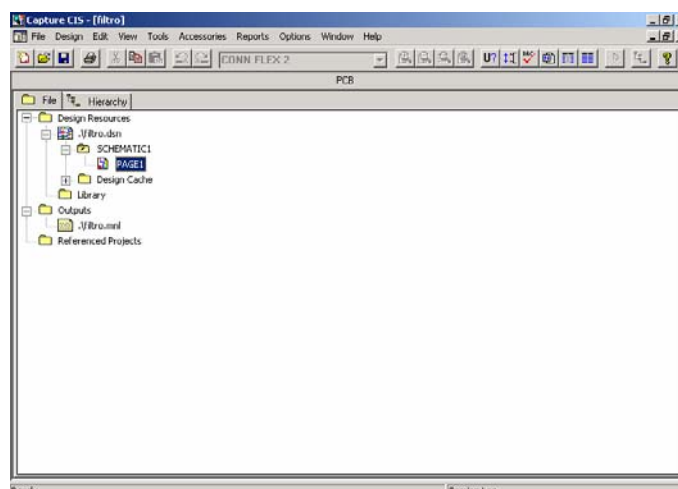 Capture CIS - [filtro]
File Design Edit View Tools Accessories Reports Options Window Help
CONN FLEX 2
U?
PCB
File Hierarchy
Design Resources
.\filtro.dsn
SCHEMATIC1
PAGE1
Design Cache
Library
Outputs
.\filtro.mnl
Referenced Projects